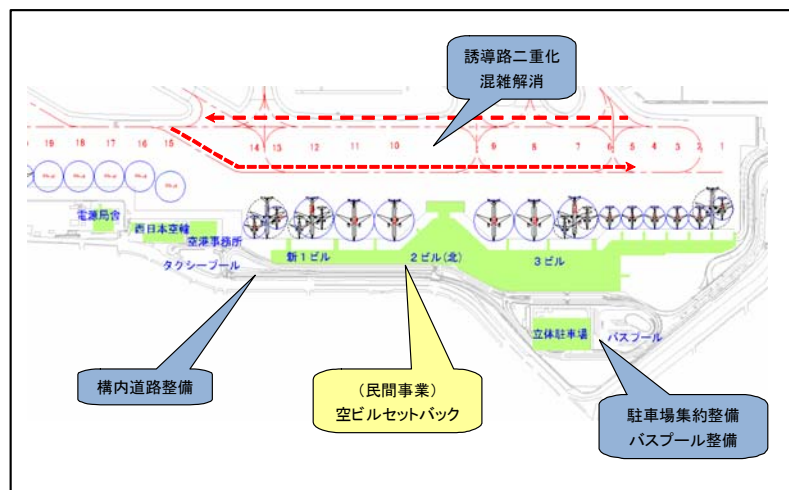 誘導路二重化
混雑解消
19 18 17 16 15 14 13 12 11 10 9 8 7 6 5 4 3 2 1
電源局舎
西日本空輸
空港事務所
タクシープール
新1ビル
2ビル(北)
3ビル
立体駐車場
バスプール
構内道路整備
(民間事業)
空ビルセットバック
駐車場集約整備
バスプール整備